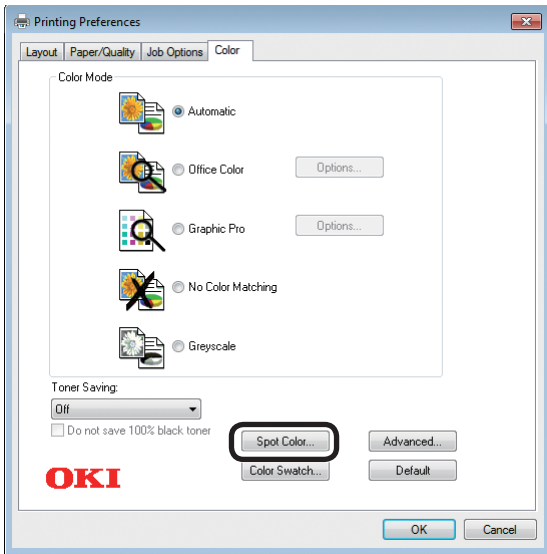 Printing Preferences
Layout Paper/Quality Job Options Color
Color Mode
Automatic
Office Color Options...
Graphic Pro Options...
No Color Matching
Greyscale
Toner Saving:
Off
Do not save 100% black toner
Spot Color... Advanced...
Color Swatch... Default
OKI
OK Cancel